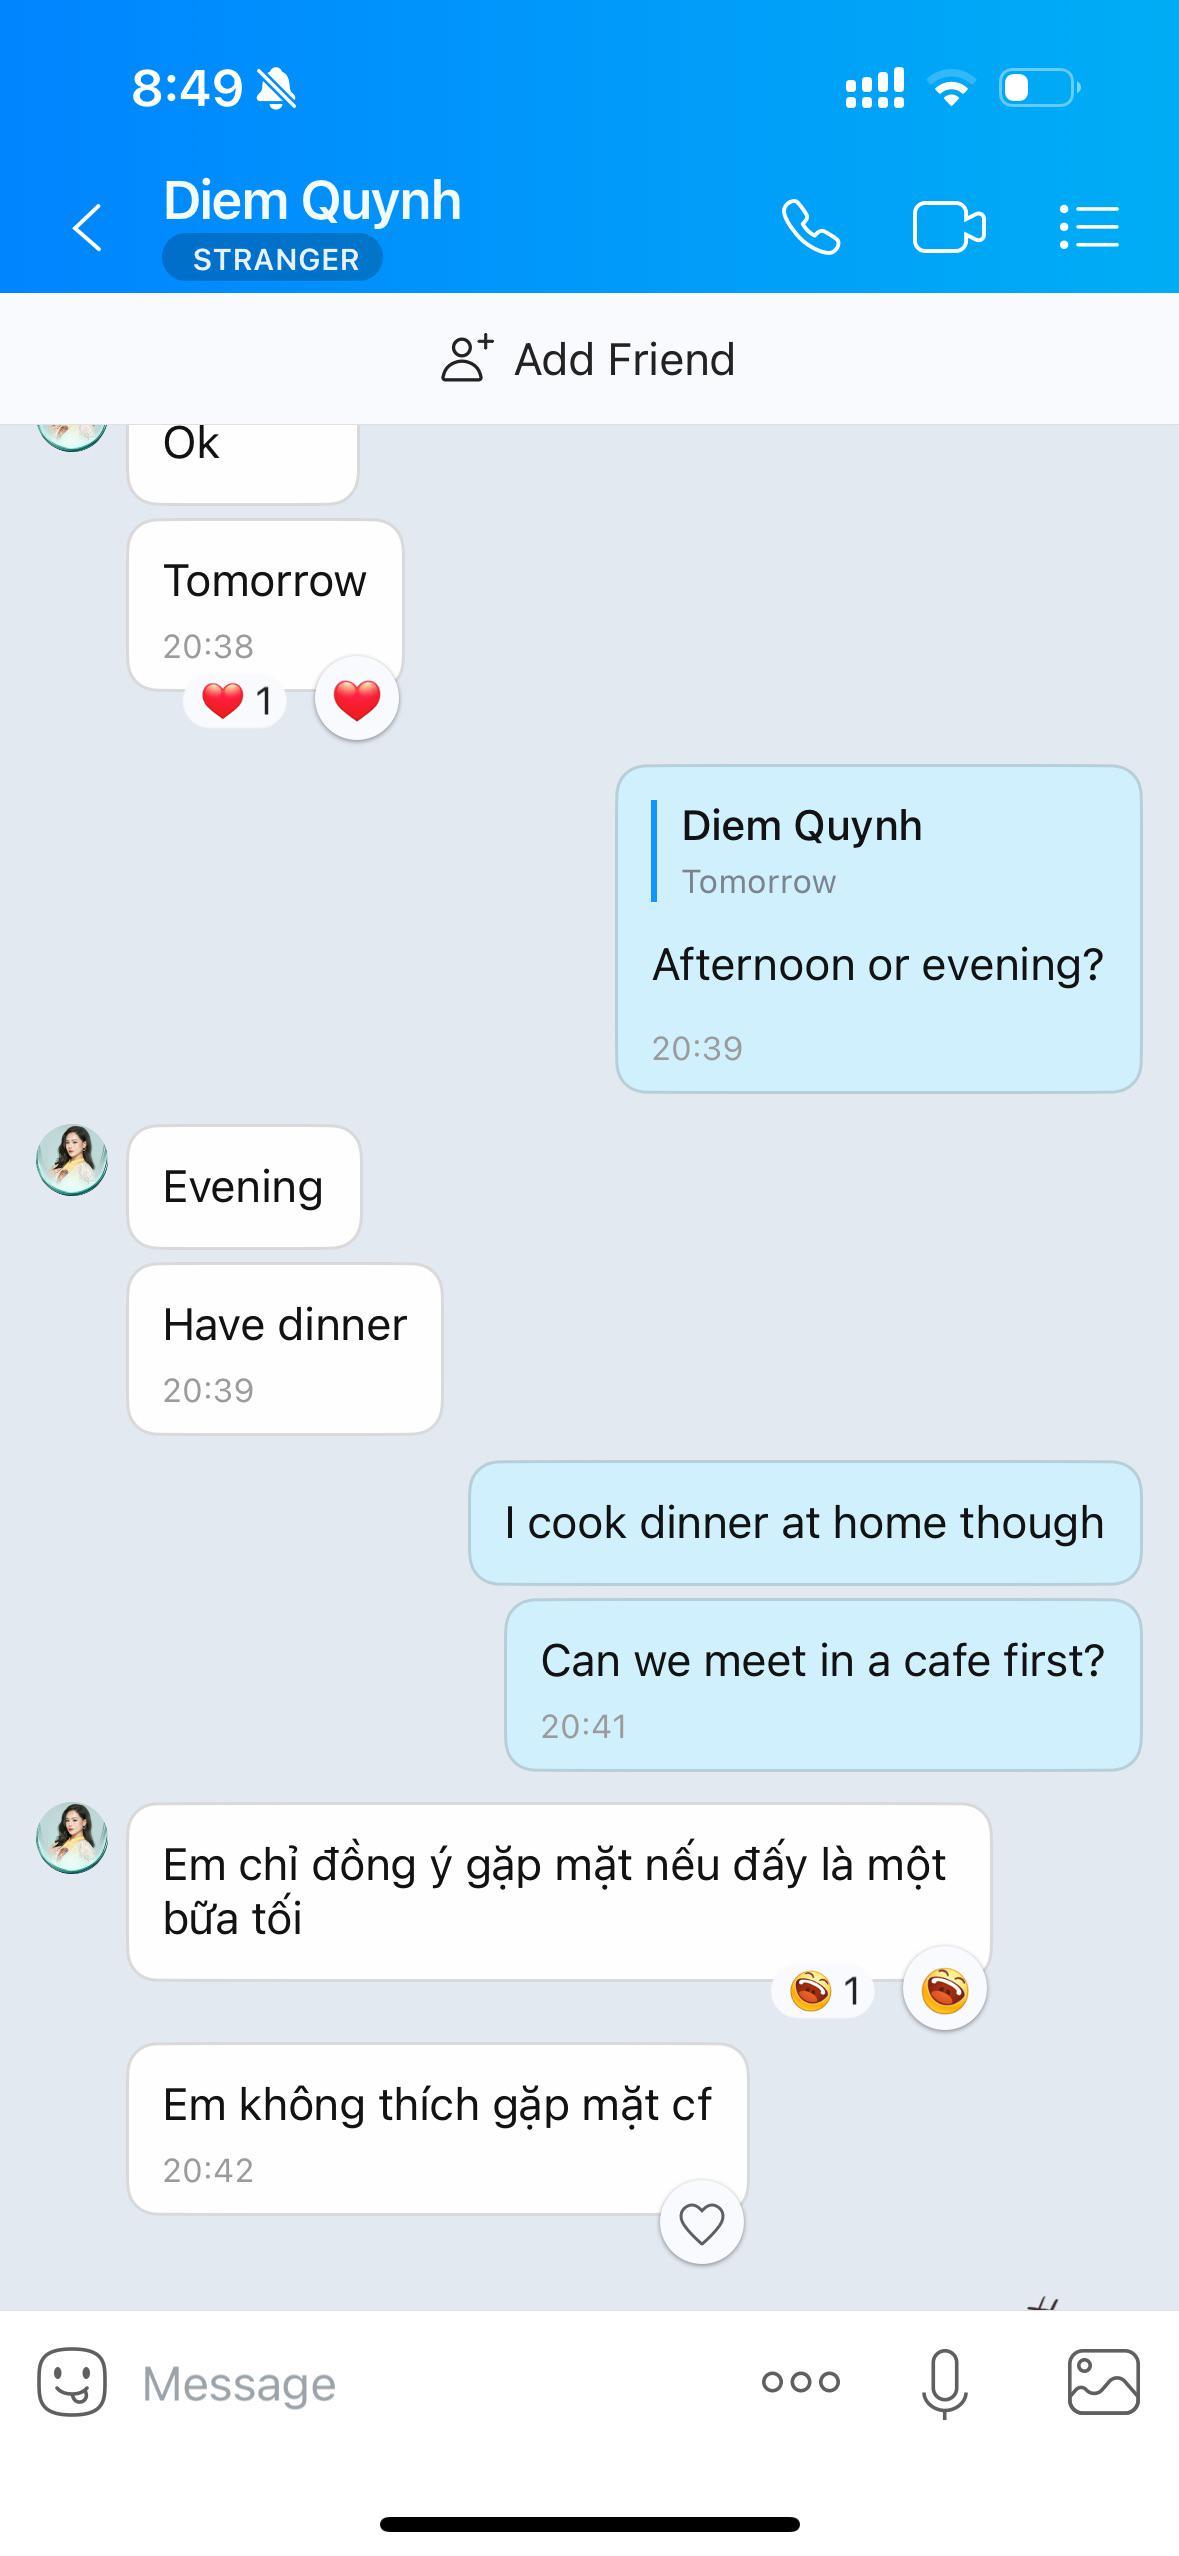 8:49
Diem Quynh
STRANGER
Add Friend
Ok
Tomorrow
20:38
1
Diem Quynh
Tomorrow
Afternoon or evening?
20:39
Evening
Have dinner
20:39
I cook dinner at home though
Can we meet in a cafe first?
20:41
Em chỉ đồng ý gặp mặt nếu đấy là một
bữa tối
1
Em không thích gặp mặt cf
20:42
Message